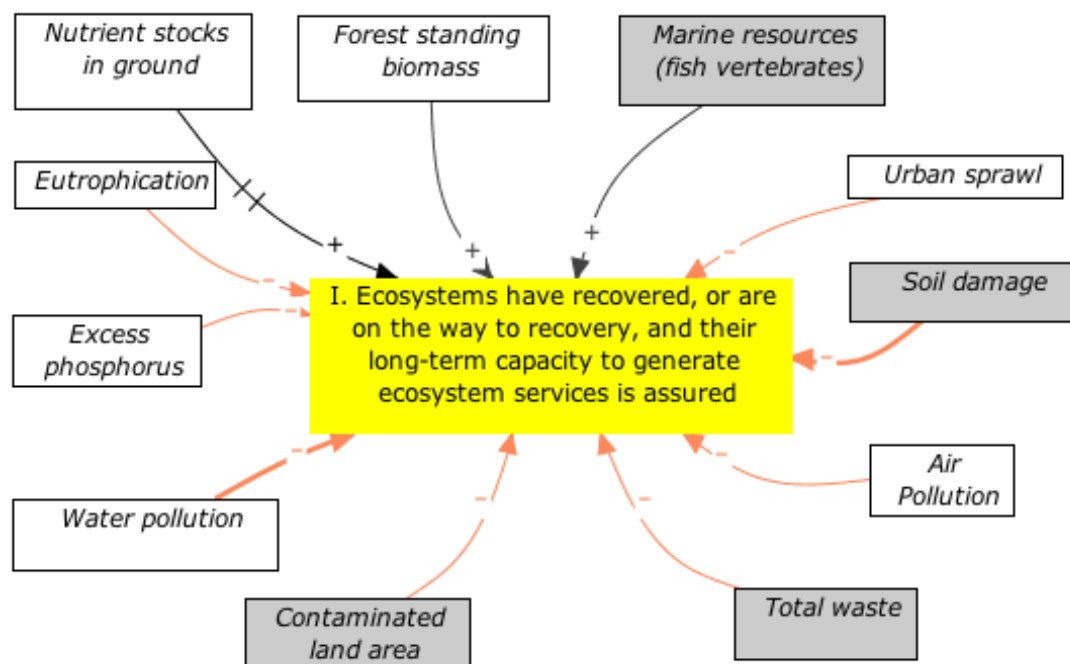 Nutrient stocks
in ground
Forest standing
biomass
Marine resources
(fish vertebrates)
Eutrophication
Urban sprawl
+
+
+
-
-
Soil damage
-
I. Ecosystems have recovered, or are
on the way to recovery, and their
long-term capacity to generate
ecosystem services is assured
Excess
phosphorus
-
-
-
-
Air
Pollution
Water pollution
-
-
Contaminated
land area
Total waste